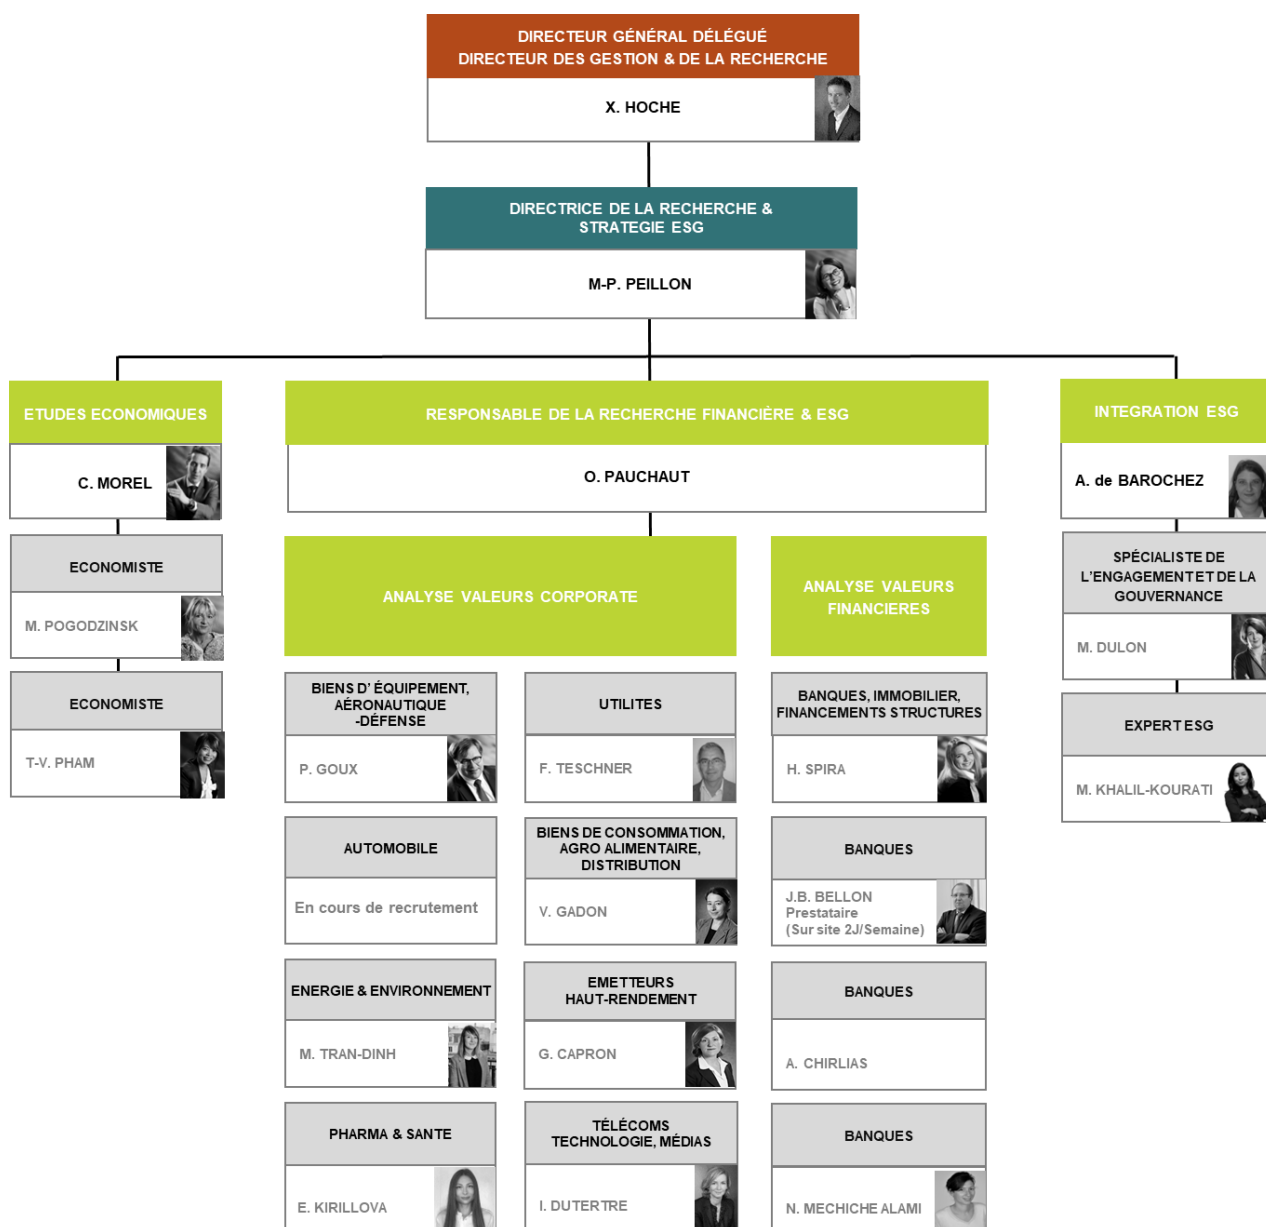 DIRECTEUR GÉNÉRAL DÉLÉGUÉ
DIRECTEUR DES GESTION & DE LA RECHERCHE
X. HOCHE
DIRECTRICE DE LA RECHERCHE &
STRATEGIE ESG
M-P. PEILLON
ETUDES ECONOMIQUES
C. MOREL
ECONOMISTE
M. POGODZINSK
ECONOMISTE
T-V. PHAM
RESPONSABLE DE LA RECHERCHE FINANCIÈRE & ESG
O. PAUCHAUT
ANALYSE VALEURS CORPORATE
BIENS D' ÉQUIPEMENT,
AÉRONAUTIQUE
-DÉFENSE
P. GOUX
AUTOMOBILE
En cours de recrutement
ENERGIE & ENVIRONNEMENT
M. TRAN-DINH
PHARMA & SANTE
E. KIRILLOVA
UTILITES
F. TESCHNER
BIENS DE CONSOMMATION,
AGRO ALIMENTAIRE,
DISTRIBUTION
V. GADON
EMETTEURS
HAUT-RENDEMENT
G. CAPRON
TÉLÉCOMS
TECHNOLOGIE, MÉDIAS
I. DUTERTRE
ANALYSE VALEURS
FINANCIERES
BANQUES, IMMOBILIER,
FINANCEMENTS STRUCTURES
H. SPIRA
BANQUES
J.B. BELLON
Prestataire
(Sur site 2J/Semaine)
BANQUES
A. CHIRLIAS
BANQUES
N. MECHICHE ALAMI
INTEGRATION ESG
A. de BAROCHEZ
SPÉCIALISTE DE
L'ENGAGEMENT ET DE LA
GOUVERNANCE
M. DULON
EXPERT ESG
M. KHALIL-KOURATI